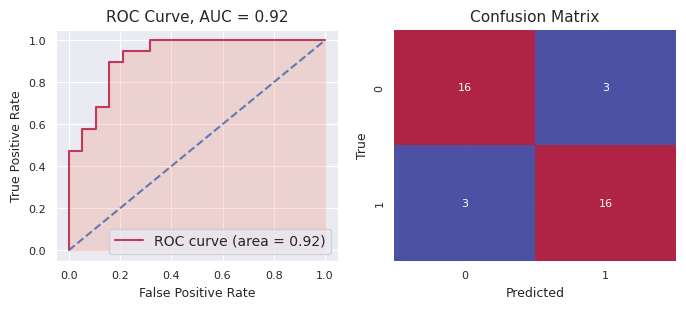 ROC Curve, AUC = 0.92
True Positive Rate
1.0
0.8
0.6
0.4
0.2
0.0
ROC curve (area = 0.92)
0.0 0.2 0.4 0.6 0.8 1.0
False Positive Rate
Confusion Matrix
True
0
16 3
1
3 16
0 1
Predicted